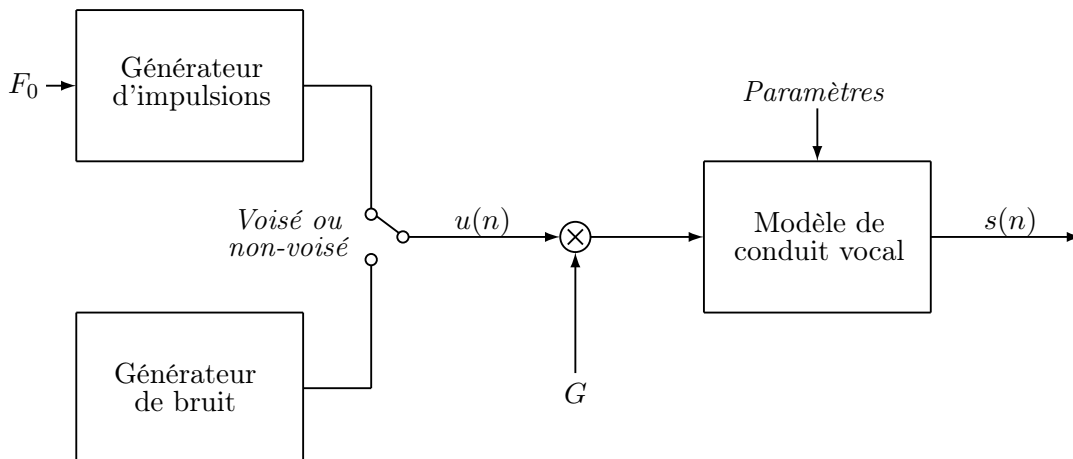 Générateur
d'impulsions
F₀
Paramètres
Voisé ou
non-voisé
u(n)
Modèle de
conduit vocal
s(n)
Générateur
de bruit
G